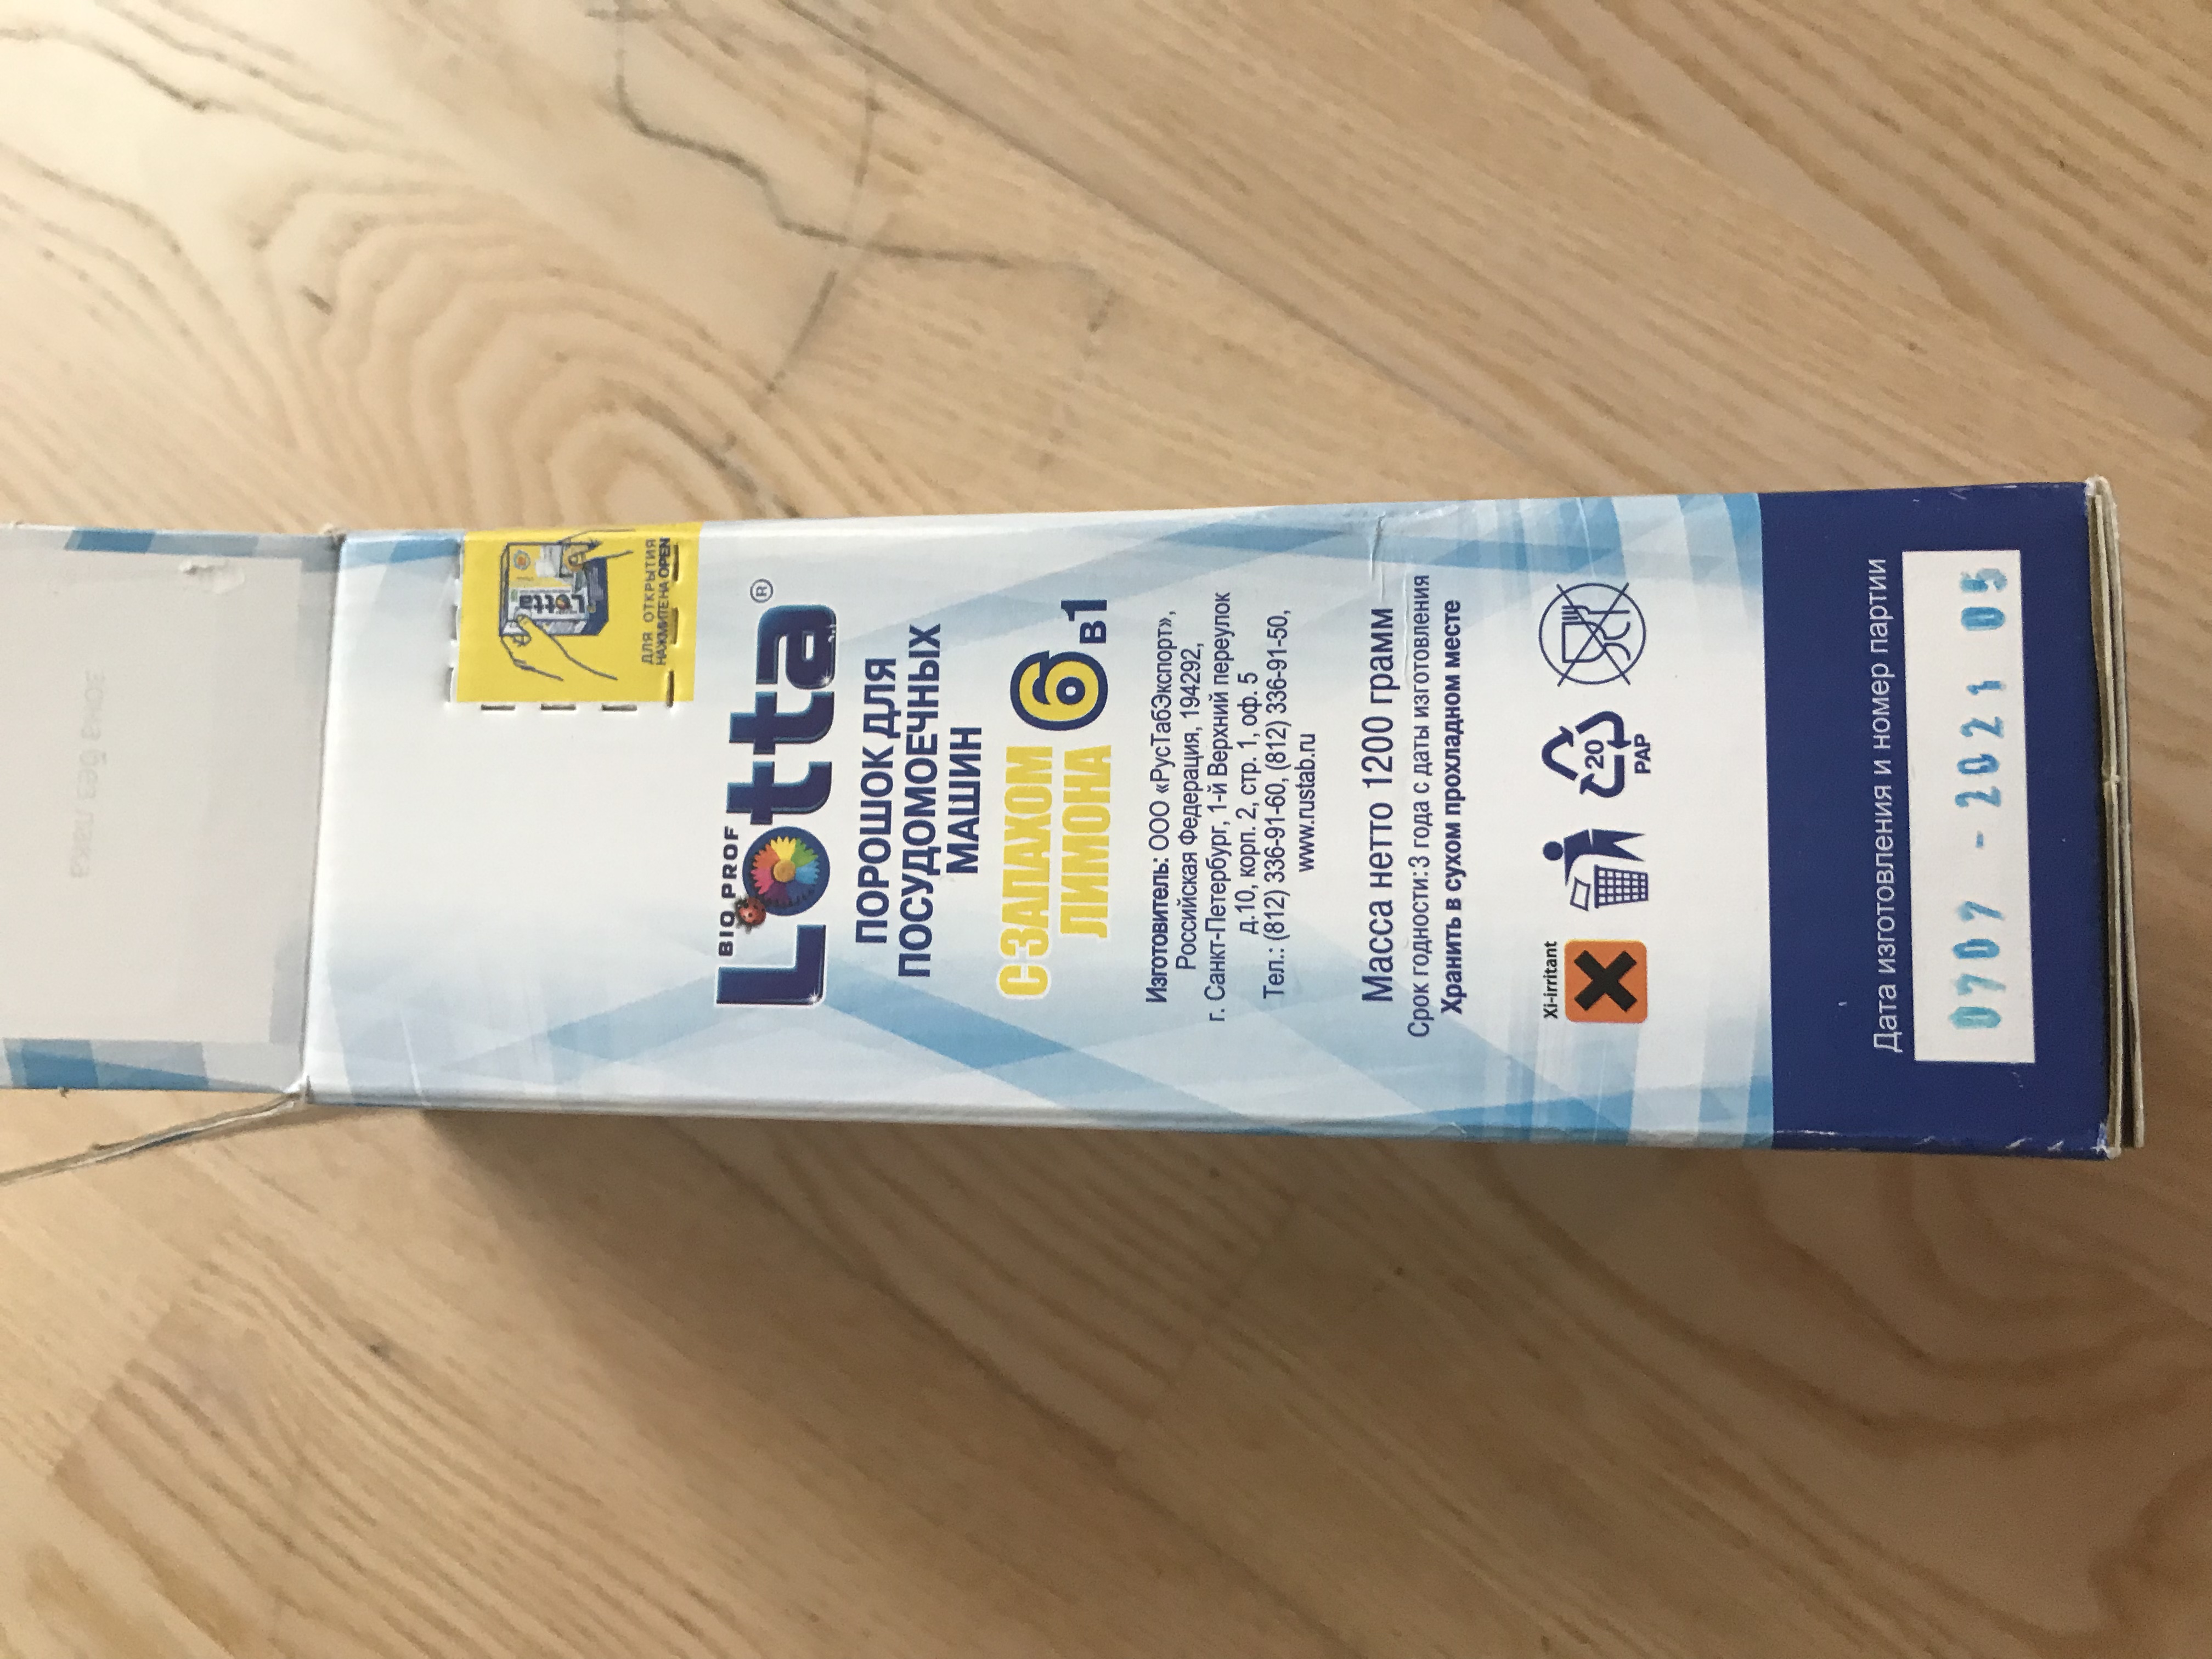 ДЛЯ ОТКРЫТИЯ
НАЖМИТЕ НА OPEN
BIO PROF
Lotta®
ПОРОШОК ДЛЯ
ПОСУДОМОЕЧНЫХ
МАШИН
С ЗАПАХОМ
ЛИМОНА
6 в 1
Изготовитель: ООО «РусТабЭкспорт»,
Российская Федерация, 194292,
г. Санкт-Петербург, 1-й Верхний переулок
д.10, корп. 2, стр. 1, оф. 5
Тел.: (812) 336-91-60, (812) 336-91-50,
www.rustab.ru
Масса нетто 1200 грамм
Срок годности:3 года с даты изготовления
Хранить в сухом прохладном месте
Xi-irritant
20
PAP
Дата изготовления и номер партии
0707 - 2021 05